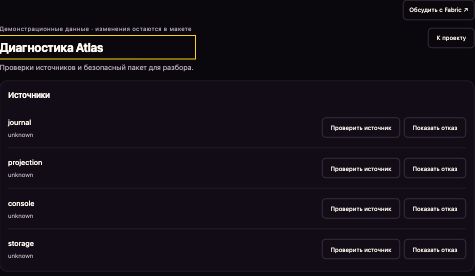 Обсудить с Fabric ↗
Демонстрационные данные · изменения остаются в макете
Диагностика Atlas
К проекту
Проверки источников и безопасный пакет для разбора.
Источники
journal
unknown
Проверить источник
Показать отказ
projection
unknown
Проверить источник
Показать отказ
console
unknown
Проверить источник
Показать отказ
storage
unknown
Проверить источник
Показать отказ